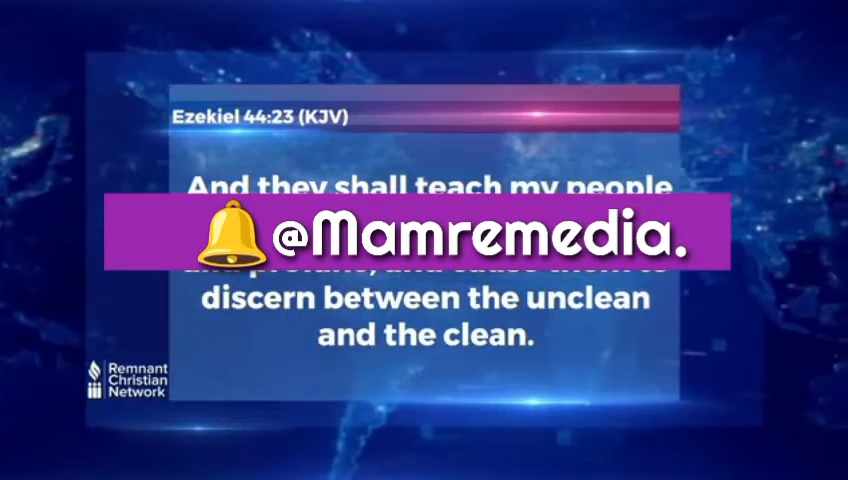 Ezekiel 44:23 (KJV)
And they shall teach my people
@Mamremedia.
discern between the unclean
and the clean.
Remnant
Christian
Network